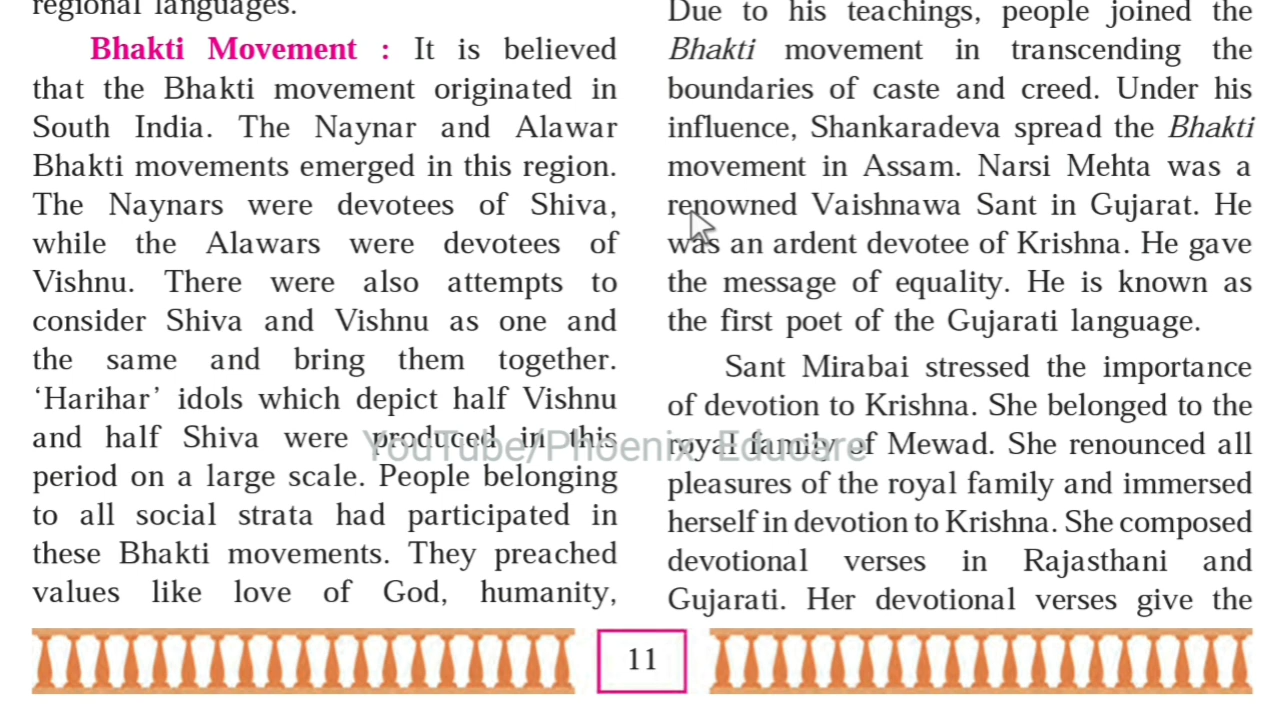 regional languages.
Bhakti Movement : It is believed
that the Bhakti movement originated in
South India. The Naynar and Alawar
Bhakti movements emerged in this region.
The Naynars were devotees of Shiva,
while the Alawars were devotees of
Vishnu. There were also attempts to
consider Shiva and Vishnu as one and
the same and bring them together.
‘Harihar’ idols which depict half Vishnu
and half Shiva were produced in this
period on a large scale. People belonging
to all social strata had participated in
these Bhakti movements. They preached
values like love of God, humanity,
Due to his teachings, people joined the
Bhakti movement in transcending the
boundaries of caste and creed. Under his
influence, Shankaradeva spread the Bhakti
movement in Assam. Narsi Mehta was a
renowned Vaishnawa Sant in Gujarat. He
was an ardent devotee of Krishna. He gave
the message of equality. He is known as
the first poet of the Gujarati language.
Sant Mirabai stressed the importance
of devotion to Krishna. She belonged to the
royal family of Mewad. She renounced all
pleasures of the royal family and immersed
herself in devotion to Krishna. She composed
devotional verses in Rajasthani and
Gujarati. Her devotional verses give the
YouTube/Phoenix Educare
11